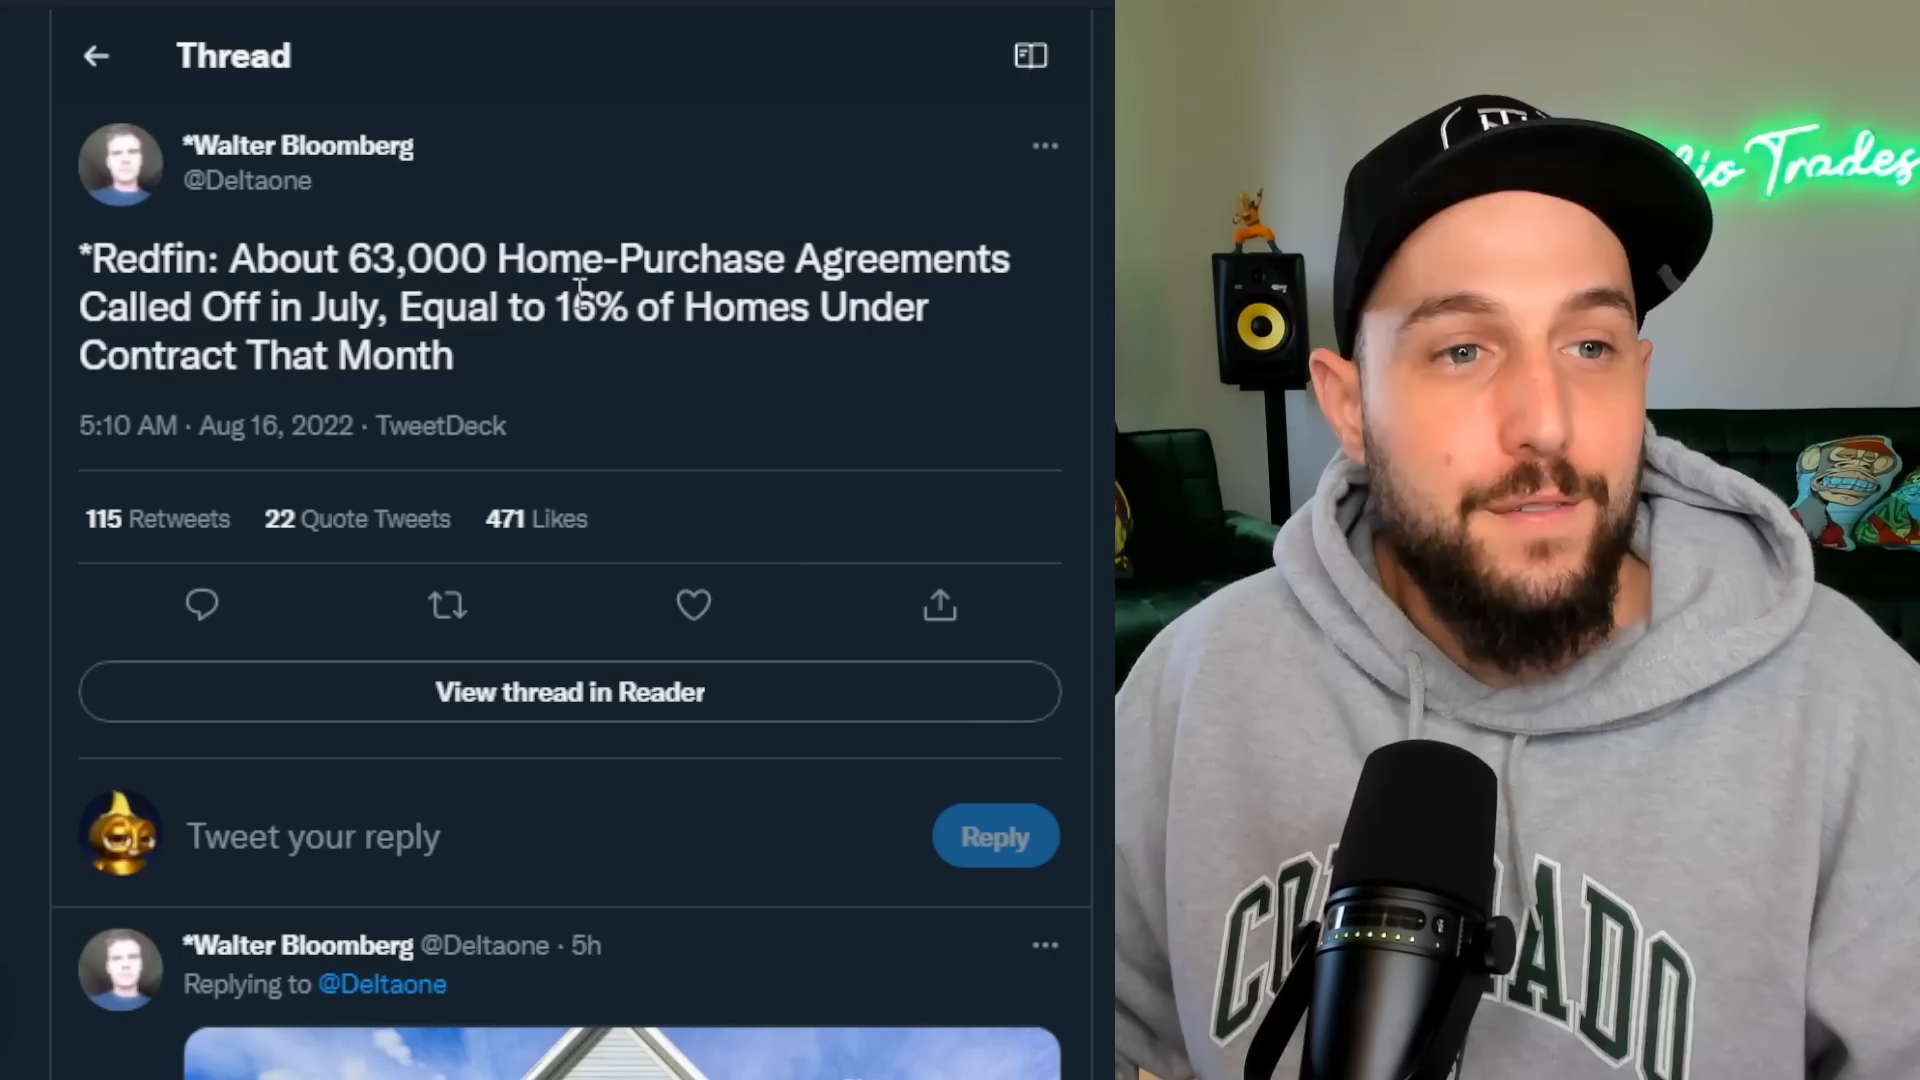 Thread
*Walter Bloomberg
@Deltaone
*Redfin: About 63,000 Home-Purchase Agreements
Called Off in July, Equal to 16% of Homes Under
Contract That Month
5:10 AM · Aug 16, 2022 · TweetDeck
115 Retweets 22 Quote Tweets 471 Likes
View thread in Reader
Tweet your reply
Reply
*Walter Bloomberg @Deltaone · 5h
Replying to @Deltaone
io Trades